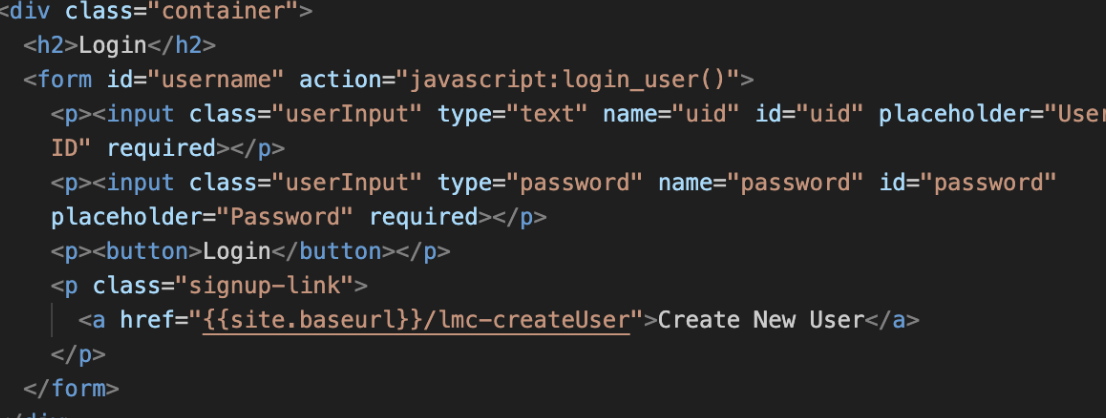 <div class="container">
<h2>Login</h2>
<form id="username" action="javascript:login_user()">
<p><input class="userInput" type="text" name="uid" id="uid" placeholder="User
ID" required></p>
<p><input class="userInput" type="password" name="password" id="password"
placeholder="Password" required></p>
<p><button>Login</button></p>
<p class="signup-link">
<a href="{{site.baseurl}}/lmc-createUser">Create New User</a>
</p>
</form>